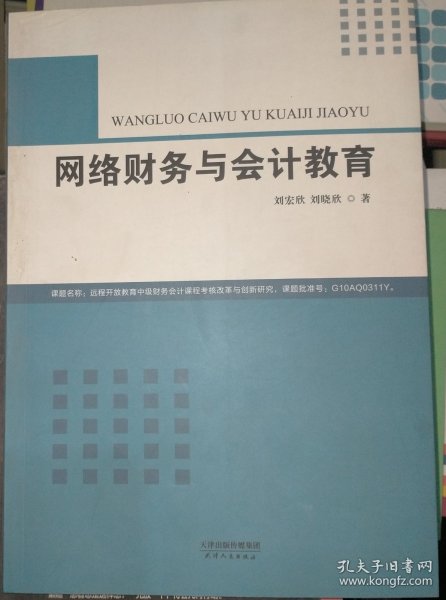 WANGLUO CAIWU YU KUAIJI JIAOYU
网络财务与会计教育
刘宏欣 刘晓欣 ◎ 著
课题名称：远程开放教育中级财务会计课程考核改革与创新研究，课题批准号：G10AQ0311Y。
天津出版传媒集团
天津人民出版社
孔夫子旧书网
www.kongfz.com